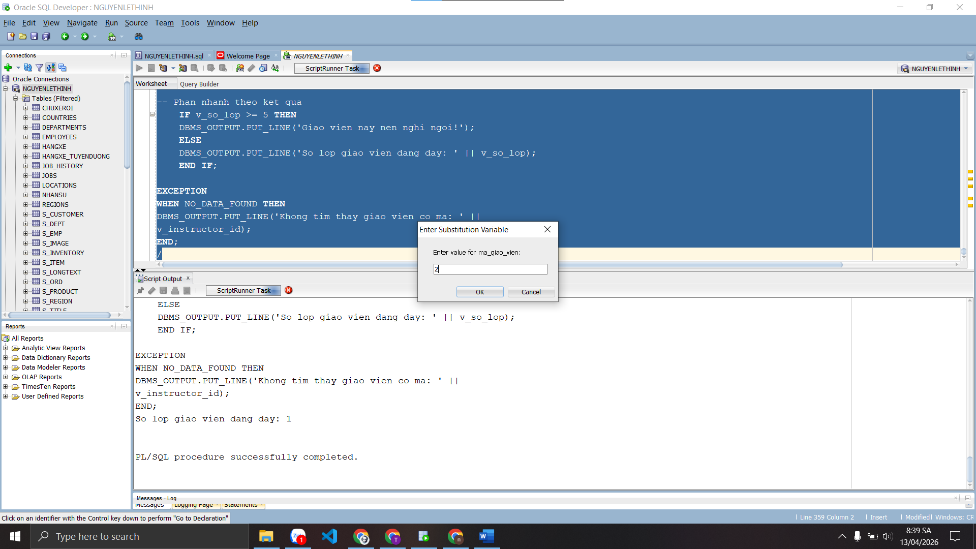 Oracle SQL Developer : NGUYENLETHINH
File Edit View Navigate Run Source Team Tools Window Help
Connections
Oracle Connections
NGUYENLETHINH
Tables (Filtered)
CHUXEROI
COUNTRIES
DEPARTMENTS
EMPLOYEES
HANGXE
HANGXE_TUYENDUONG
JOB_HISTORY
JOBS
LOCATIONS
NHANSU
REGIONS
S_CUSTOMER
S_DEPT
S_EMP
S_IMAGE
S_INVENTORY
S_ITEM
S_LONGTEXT
S_ORD
S_PRODUCT
S_REGION
S_TITLE
Reports
All Reports
Analytic View Reports
Data Dictionary Reports
Data Modeler Reports
OLAP Reports
TimesTen Reports
User Defined Reports
NGUYENLETHINH.sql Welcome Page NGUYENLETHINH
ScriptRunner Task NGUYENLETHINH
Worksheet Query Builder
-- Phan nhanh theo ket qua
IF v_so_lop >= 5 THEN
DBMS_OUTPUT.PUT_LINE('Giao vien nay nen nghi ngoi!');
ELSE
DBMS_OUTPUT.PUT_LINE('So lop giao vien dang day: ' || v_so_lop);
END IF;
EXCEPTION
WHEN NO_DATA_FOUND THEN
DBMS_OUTPUT.PUT_LINE('Khong tim thay giao vien co ma: ' ||
v_instructor_id);
END;
/
Enter Substitution Variable
Enter value for ma_giao_vien:
2
OK Cancel
Script Output
ScriptRunner Task
ELSE
DBMS_OUTPUT.PUT_LINE('So lop giao vien dang day: ' || v_so_lop);
END IF;
EXCEPTION
WHEN NO_DATA_FOUND THEN
DBMS_OUTPUT.PUT_LINE('Khong tim thay giao vien co ma: ' ||
v_instructor_id);
END;
So lop giao vien dang day: 1
PL/SQL procedure successfully completed.
Messages - Log
Messages Logging Page Statements
Click on an identifier with the Control key down to perform "Go to Declaration"
Line 359 Column 2 Insert Modified Windows: CR
Type here to search
8:39 SA
13/04/2026